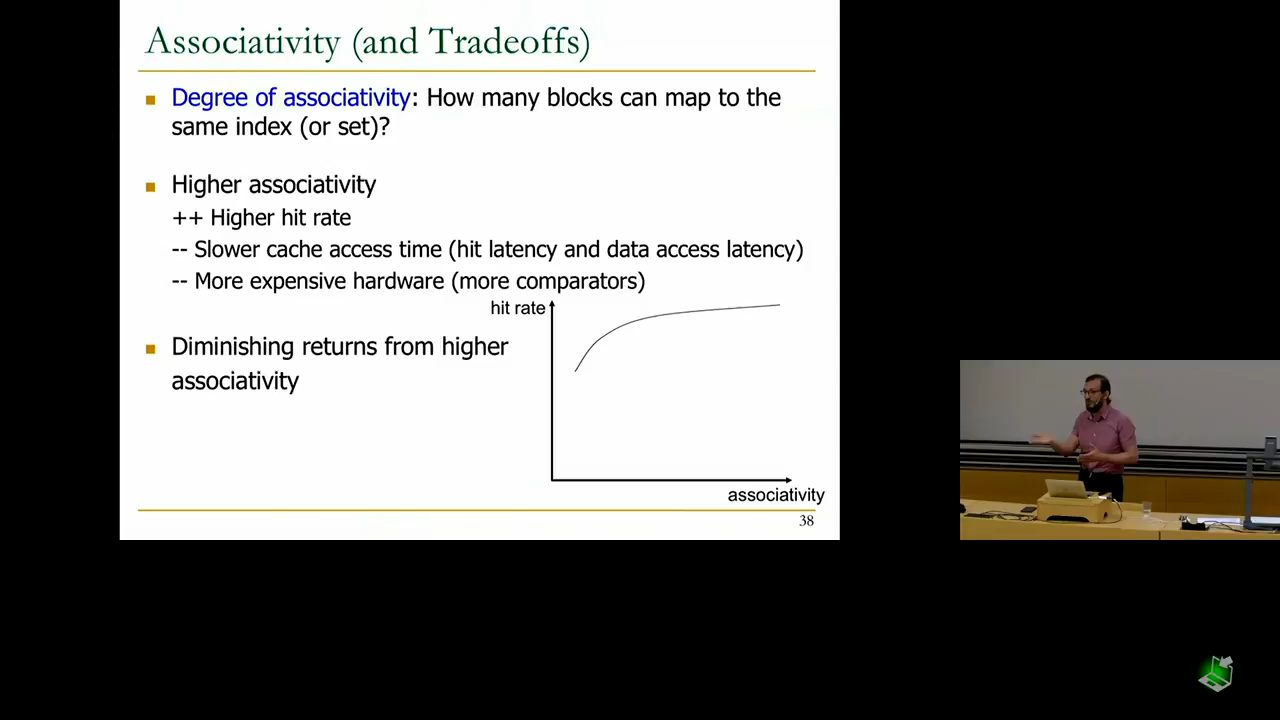 Associativity (and Tradeoffs)
Degree of associativity: How many blocks can map to the
same index (or set)?
Higher associativity
++ Higher hit rate
-- Slower cache access time (hit latency and data access latency)
-- More expensive hardware (more comparators)
hit rate
Diminishing returns from higher
associativity
associativity
38